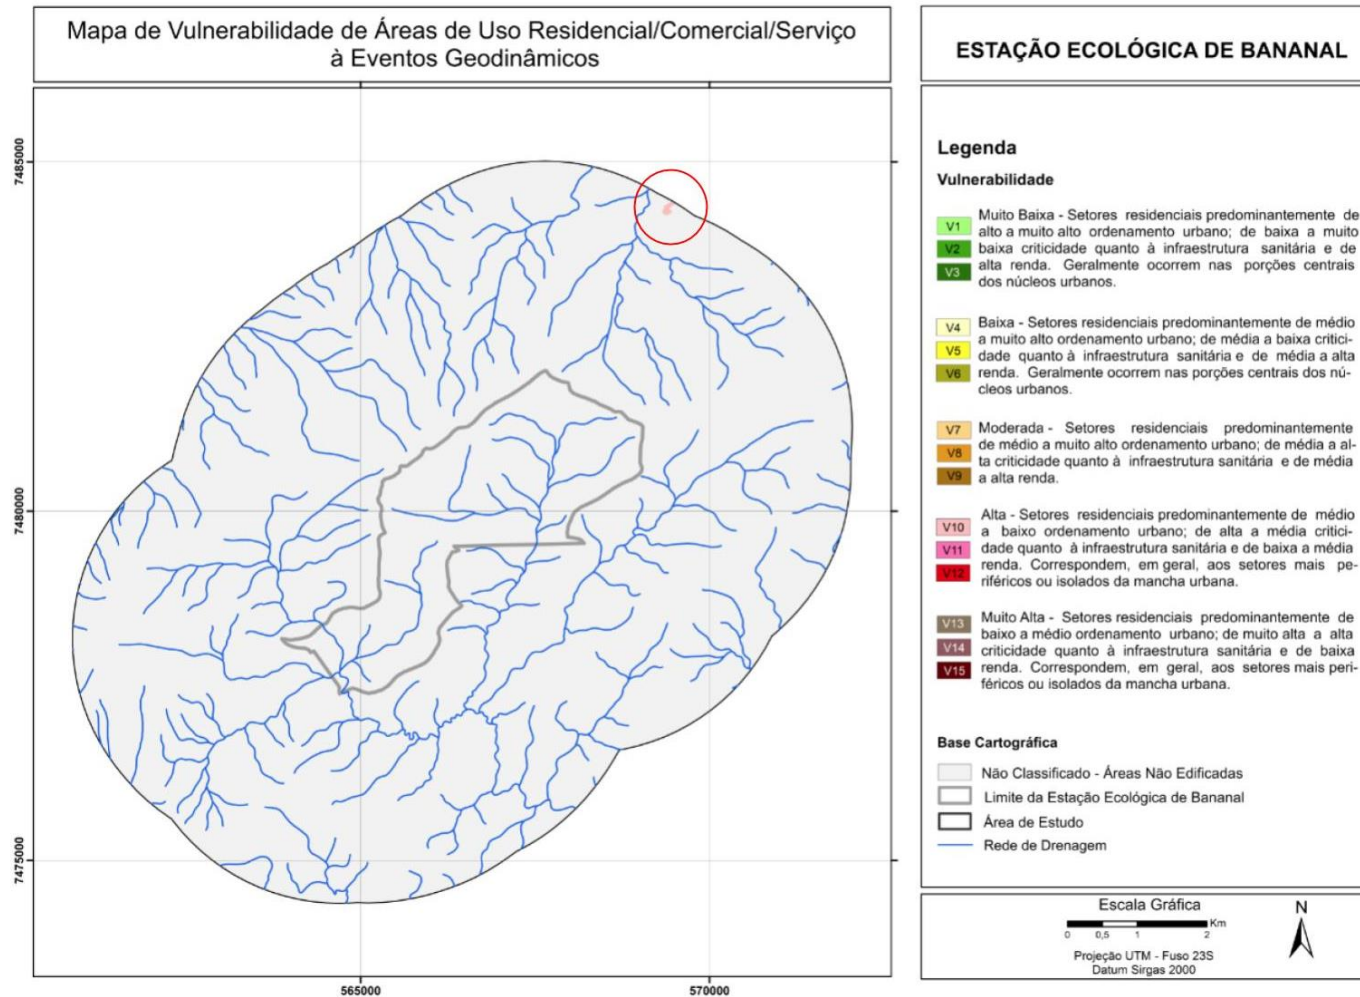 Mapa de Vulnerabilidade de Áreas de Uso Residencial/Comercial/Serviço
à Eventos Geodinâmicos
7485000
7480000
7475000
565000
570000
ESTAÇÃO ECOLÓGICA DE BANANAL
Legenda
Vulnerabilidade
V1
V2
V3
Muito Baixa - Setores residenciais predominantemente de
alto a muito alto ordenamento urbano; de baixa a muito
baixa criticidade quanto à infraestrutura sanitária e de
alta renda. Geralmente ocorrem nas porções centrais
dos núcleos urbanos.
V4
V5
V6
Baixa - Setores residenciais predominantemente de médio
a muito alto ordenamento urbano; de média a baixa critici-
dade quanto à infraestrutura sanitária e de média a alta
renda. Geralmente ocorrem nas porções centrais dos nú-
cleos urbanos.
V7
V8
V9
Moderada - Setores residenciais predominantemente
de médio a muito alto ordenamento urbano; de média a al-
ta criticidade quanto à infraestrutura sanitária e de média
a alta renda.
V10
V11
V12
Alta - Setores residenciais predominantemente de médio
a baixo ordenamento urbano; de alta a média critici-
dade quanto à infraestrutura sanitária e de baixa a média
renda. Correspondem, em geral, aos setores mais pe-
riféricos ou isolados da mancha urbana.
V13
V14
V15
Muito Alta - Setores residenciais predominantemente de
baixo a médio ordenamento urbano; de muito alta a alta
criticidade quanto à infraestrutura sanitária e de baixa
renda. Correspondem, em geral, aos setores mais peri-
féricos ou isolados da mancha urbana.
Base Cartográfica
Não Classificado - Áreas Não Edificadas
Limite da Estação Ecológica de Bananal
Área de Estudo
Rede de Drenagem
Escala Gráfica
Km
0 0,5 1 2
Projeção UTM - Fuso 23S
Datum Sirgas 2000
N